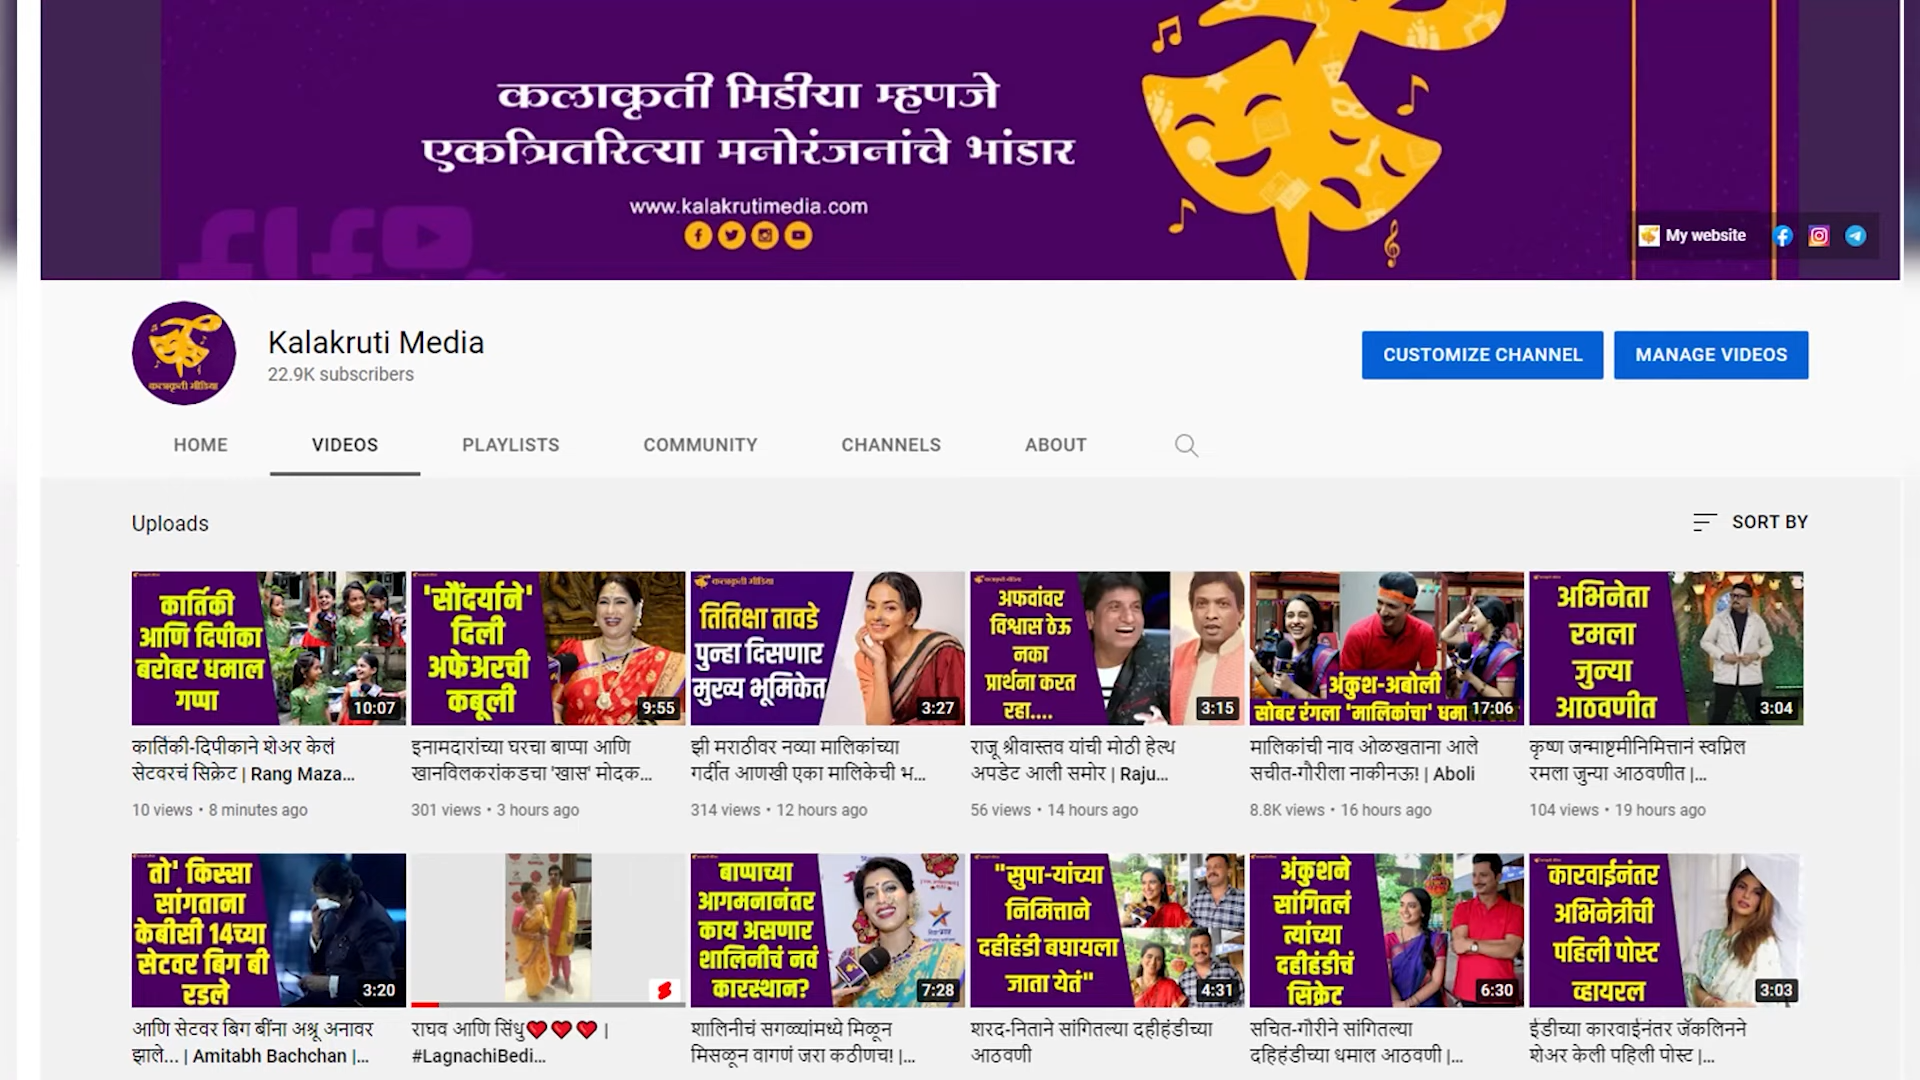 कलाकृती मिडीया म्हणजे
एकत्रितरित्या मनोरंजनांचे भांडार
www.kalakrutimedia.com
My website
कलाकृती मीडिया
Kalakruti Media
22.9K subscribers
CUSTOMIZE CHANNEL
MANAGE VIDEOS
HOME
VIDEOS
PLAYLISTS
COMMUNITY
CHANNELS
ABOUT
Uploads
SORT BY
कार्तिकी
आणि दिपीका
बरोबर धमाल
गप्पा
10:07
कार्तिकी-दिपीकाने शेअर केलं
सेटवरचं सिक्रेट | Rang Maza...
10 views • 8 minutes ago
'सौंदर्याने'
दिली
अफेअरची
कबूली
9:55
इनामदारांच्या घरचा बाप्पा आणि
खानविलकरांकडचा 'खास' मोदक...
301 views • 3 hours ago
कलाकृती मीडिया
तितिक्षा तावडे
पुन्हा दिसणार
मुख्य भूमिकेत
3:27
झी मराठीवर नव्या मालिकांच्या
गर्दीत आणखी एका मालिकेची भ...
314 views • 12 hours ago
कलाकृती मीडिया
अफवांवर
विश्वास ठेऊ
नका
प्रार्थना करत
रहा....
3:15
राजू श्रीवास्तव यांची मोठी हेल्थ
अपडेट आली समोर | Raju...
56 views • 14 hours ago
अंकुश-अबोली
सोबर रंगला 'मालिकांचा'
17:06
मालिकांची नाव ओळखताना आले
सचीत-गौरीला नाकीनऊ! | Aboli
8.8K views • 16 hours ago
अभिनेता
रमला
जुन्या
आठवणीत
3:04
कृष्ण जन्माष्टमीनिमित्तानं स्वप्निल
रमला जुन्या आठवणीत |...
104 views • 19 hours ago
तो' किस्सा
सांगताना
केबीसी 14च्या
सेटवर बिग बी
रडले
3:20
आणि सेटवर बिग बींना अश्रू अनावर
झाले... | Amitabh Bachchan |...
राघव आणि सिंधु❤❤❤ |
#LagnachiBedi...
बाप्पाच्या
आगमनानंतर
काय असणार
शालिनीचं नवं
कारस्थान?
7:28
शालिनीचं सगळ्यांमध्ये मिळून
मिसळून वागणं जरा कठीणच! |...
"सुपा-यांच्या
निमित्ताने
दहीहंडी बघायला
जाता येतं"
4:31
शरद-निताने सांगितल्या दहीहंडीच्या
आठवणी
अंकुशने
सांगितलं
त्यांच्या
दहीहंडीचं
सिक्रेट
6:30
सचित-गौरीने सांगितल्या
दहिहंडीच्या धमाल आठवणी |...
कारवाईनंतर
अभिनेत्रीची
पहिली पोस्ट
व्हायरल
3:03
ईडीच्या कारवाईनंतर जॅकलिनने
शेअर केली पहिली पोस्ट |...